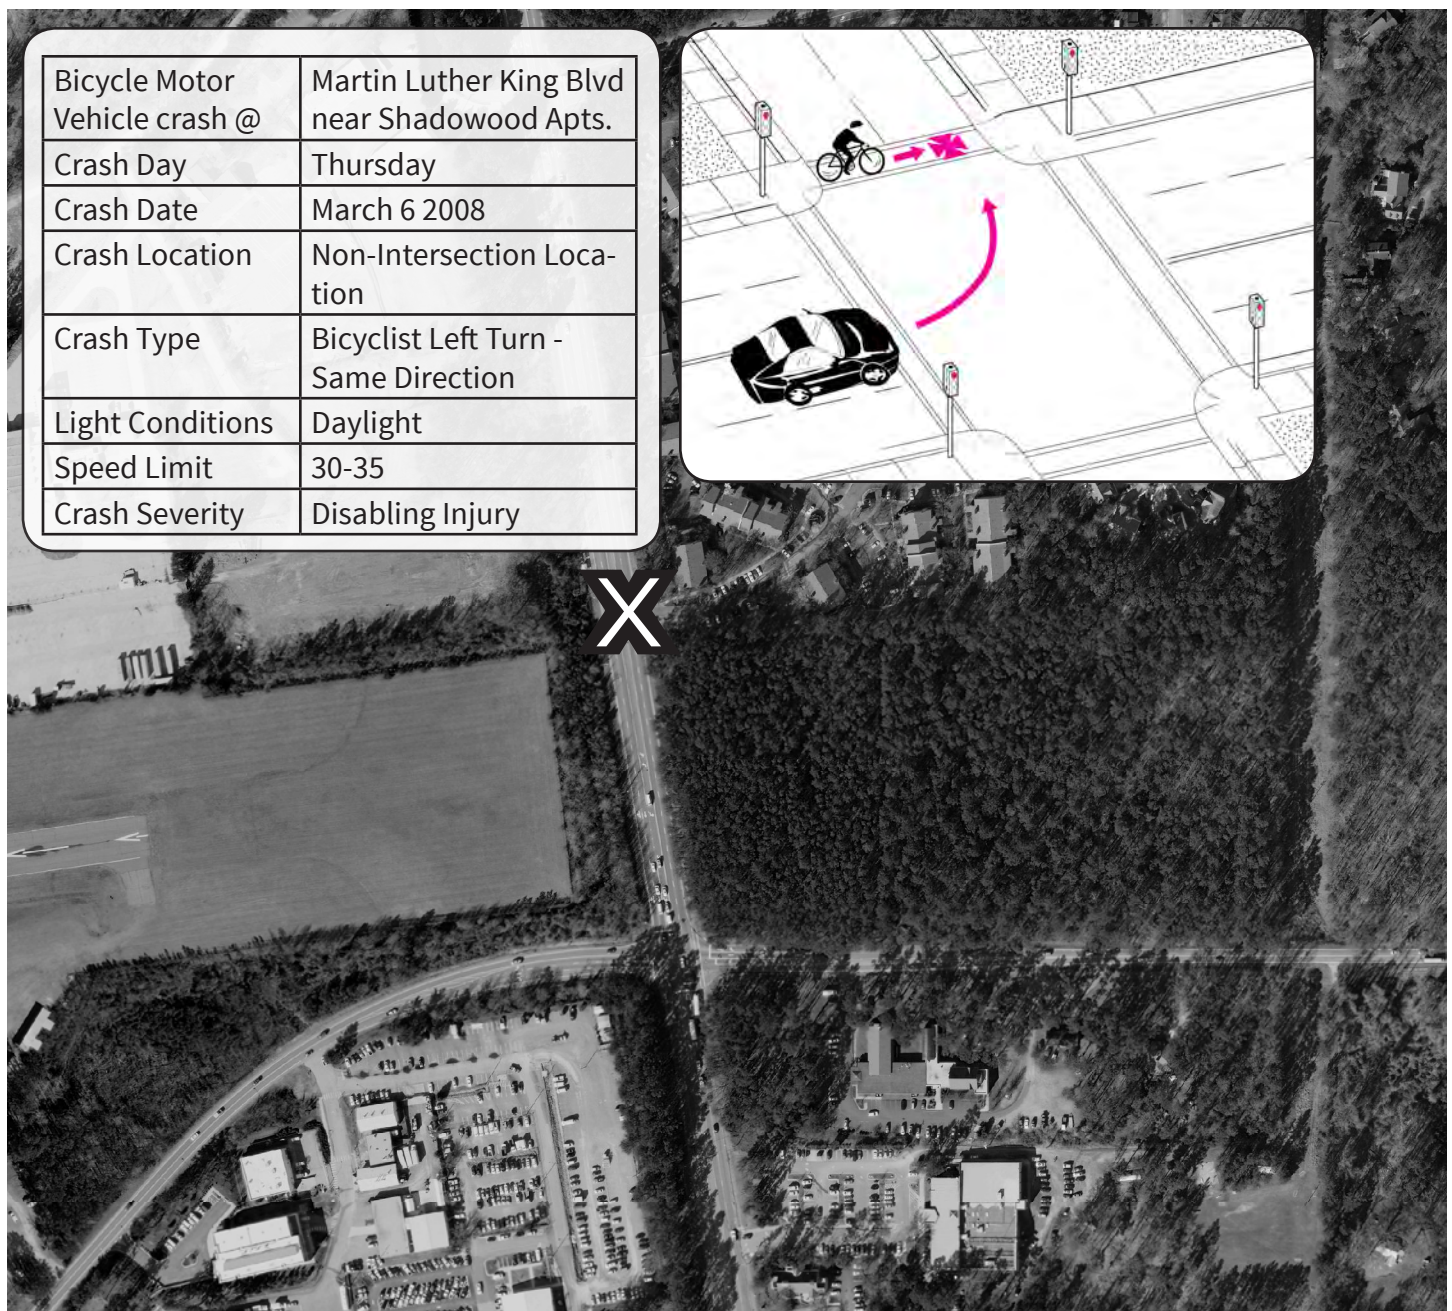 Bicycle Motor
Vehicle crash @
Martin Luther King Blvd
near Shadowood Apts.
Crash Day
Thursday
Crash Date
March 6 2008
Crash Location
Non-Intersection Loca-
tion
Crash Type
Bicyclist Left Turn -
Same Direction
Light Conditions
Daylight
Speed Limit
30-35
Crash Severity
Disabling Injury
X